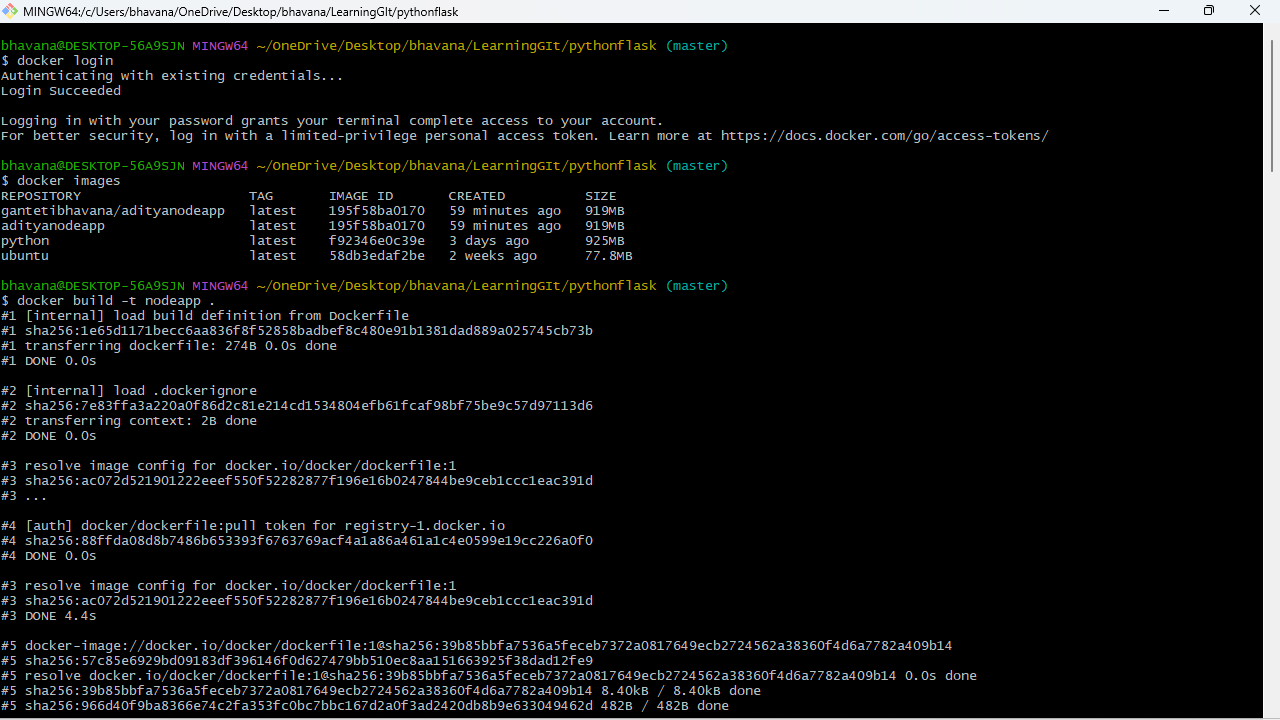 MINGW64:/c/Users/bhavana/OneDrive/Desktop/bhavana/LearningGIt/pythonflask
bhavana@DESKTOP-56A9SJN MINGW64 ~/OneDrive/Desktop/bhavana/LearningGIt/pythonflask (master)
$ docker login
Authenticating with existing credentials...
Login Succeeded
Logging in with your password grants your terminal complete access to your account.
For better security, log in with a limited-privilege personal access token. Learn more at https://docs.docker.com/go/access-tokens/
bhavana@DESKTOP-56A9SJN MINGW64 ~/OneDrive/Desktop/bhavana/LearningGIt/pythonflask (master)
$ docker images
REPOSITORY TAG IMAGE ID CREATED SIZE
gantetibhavana/adityanodeapp latest 195f58ba0170 59 minutes ago 919MB
adityanodeapp latest 195f58ba0170 59 minutes ago 919MB
python latest f92346e0c39e 3 days ago 925MB
ubuntu latest 58db3edaf2be 2 weeks ago 77.8MB
bhavana@DESKTOP-56A9SJN MINGW64 ~/OneDrive/Desktop/bhavana/LearningGIt/pythonflask (master)
$ docker build -t nodeapp .
#1 [internal] load build definition from Dockerfile
#1 sha256:1e65d1171becc6aa836f8f52858badbef8c480e91b1381dad889a025745cb73b
#1 transferring dockerfile: 274B 0.0s done
#1 DONE 0.0s
#2 [internal] load .dockerignore
#2 sha256:7e83ffa3a220a0f86d2c81e214cd1534804efb61fcaf98bf75be9c57d97113d6
#2 transferring context: 2B done
#2 DONE 0.0s
#3 resolve image config for docker.io/docker/dockerfile:1
#3 sha256:ac072d521901222eeef550f52282877f196e16b0247844be9ceb1ccc1eac391d
#3 ...
#4 [auth] docker/dockerfile:pull token for registry-1.docker.io
#4 sha256:88ffda08d8b7486b653393f6763769acf4a1a86a461a1c4e0599e19cc226a0f0
#4 DONE 0.0s
#3 resolve image config for docker.io/docker/dockerfile:1
#3 sha256:ac072d521901222eeef550f52282877f196e16b0247844be9ceb1ccc1eac391d
#3 DONE 4.4s
#5 docker-image://docker.io/docker/dockerfile:1@sha256:39b85bbfa7536a5feceb7372a0817649ecb2724562a38360f4d6a7782a409b14
#5 sha256:57c85e6929bd09183df396146f0d627479bb510ec8aa151663925f38dad12fe9
#5 resolve docker.io/docker/dockerfile:1@sha256:39b85bbfa7536a5feceb7372a0817649ecb2724562a38360f4d6a7782a409b14 0.0s done
#5 sha256:39b85bbfa7536a5feceb7372a0817649ecb2724562a38360f4d6a7782a409b14 8.40kB / 8.40kB done
#5 sha256:966d40f9ba8366e74c2fa353fc0bc7bbc167d2a0f3ad2420db8b9e633049462d 482B / 482B done